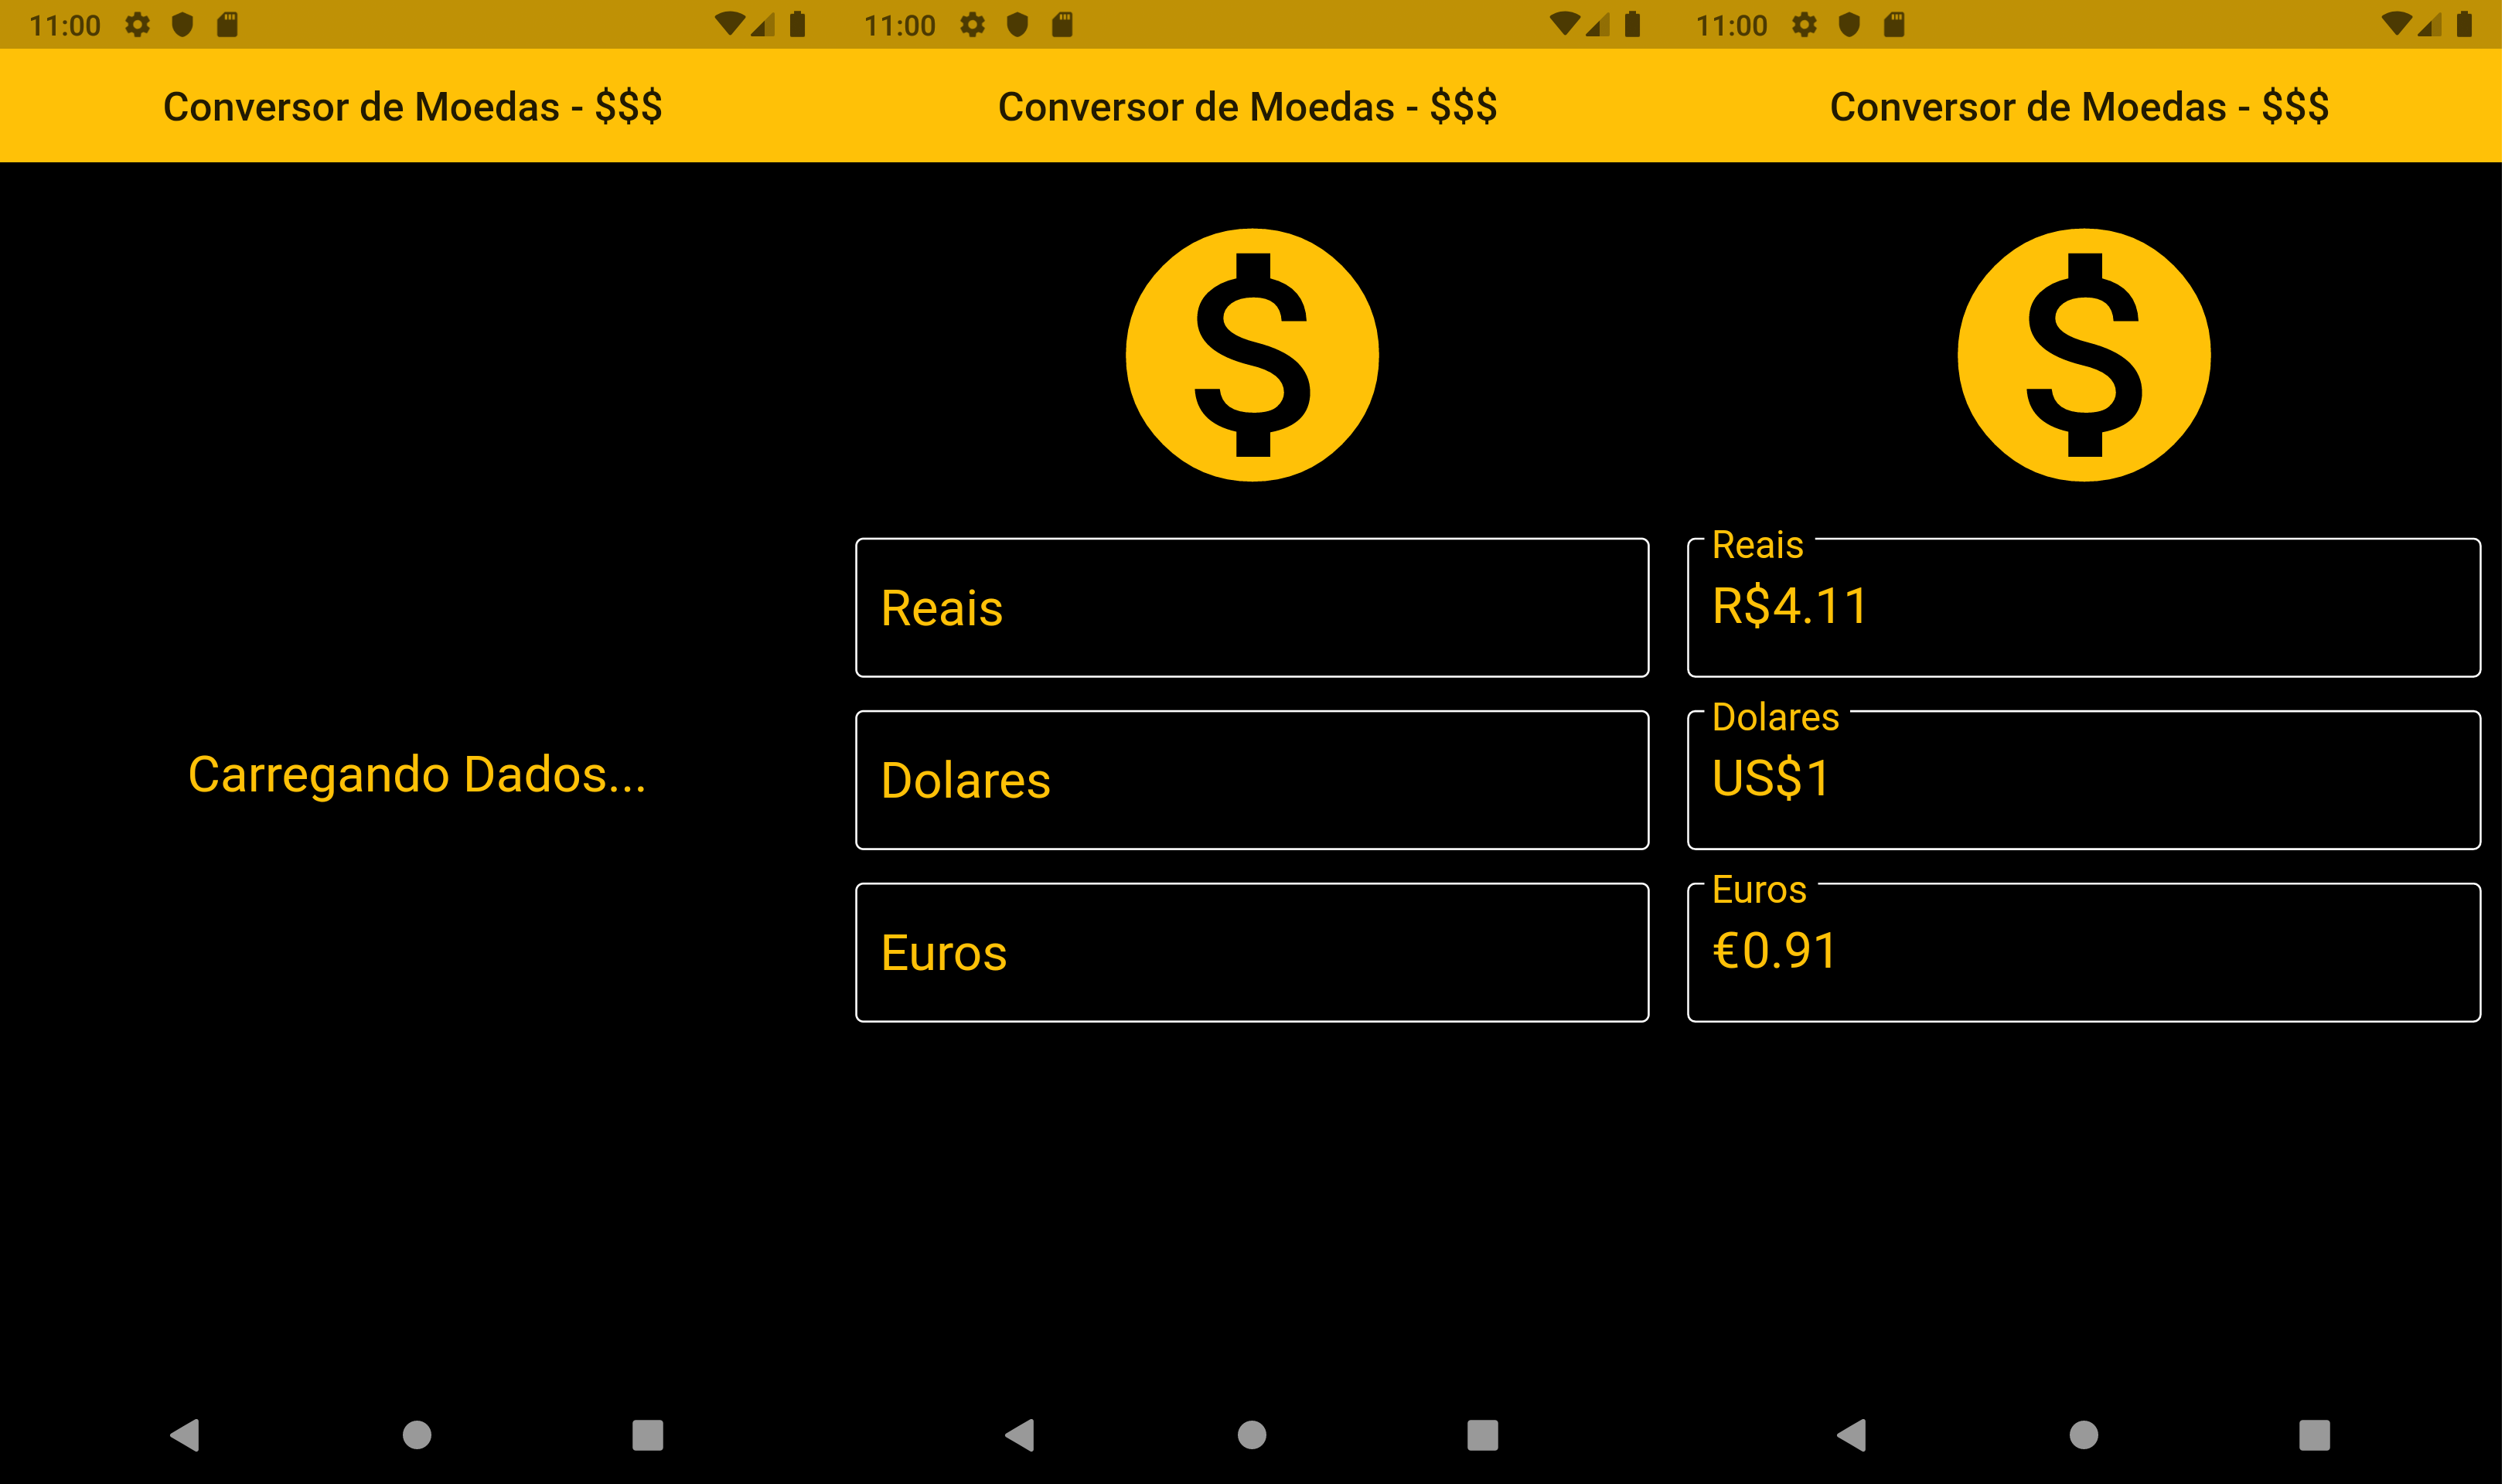 11:00
Conversor de Moedas - $$$
Carregando Dados...
11:00
Conversor de Moedas - $$$
$
Reais
Dolares
Euros
11:00
Conversor de Moedas - $$$
$
Reais
R$4.11
Dolares
US$1
Euros
€0.91